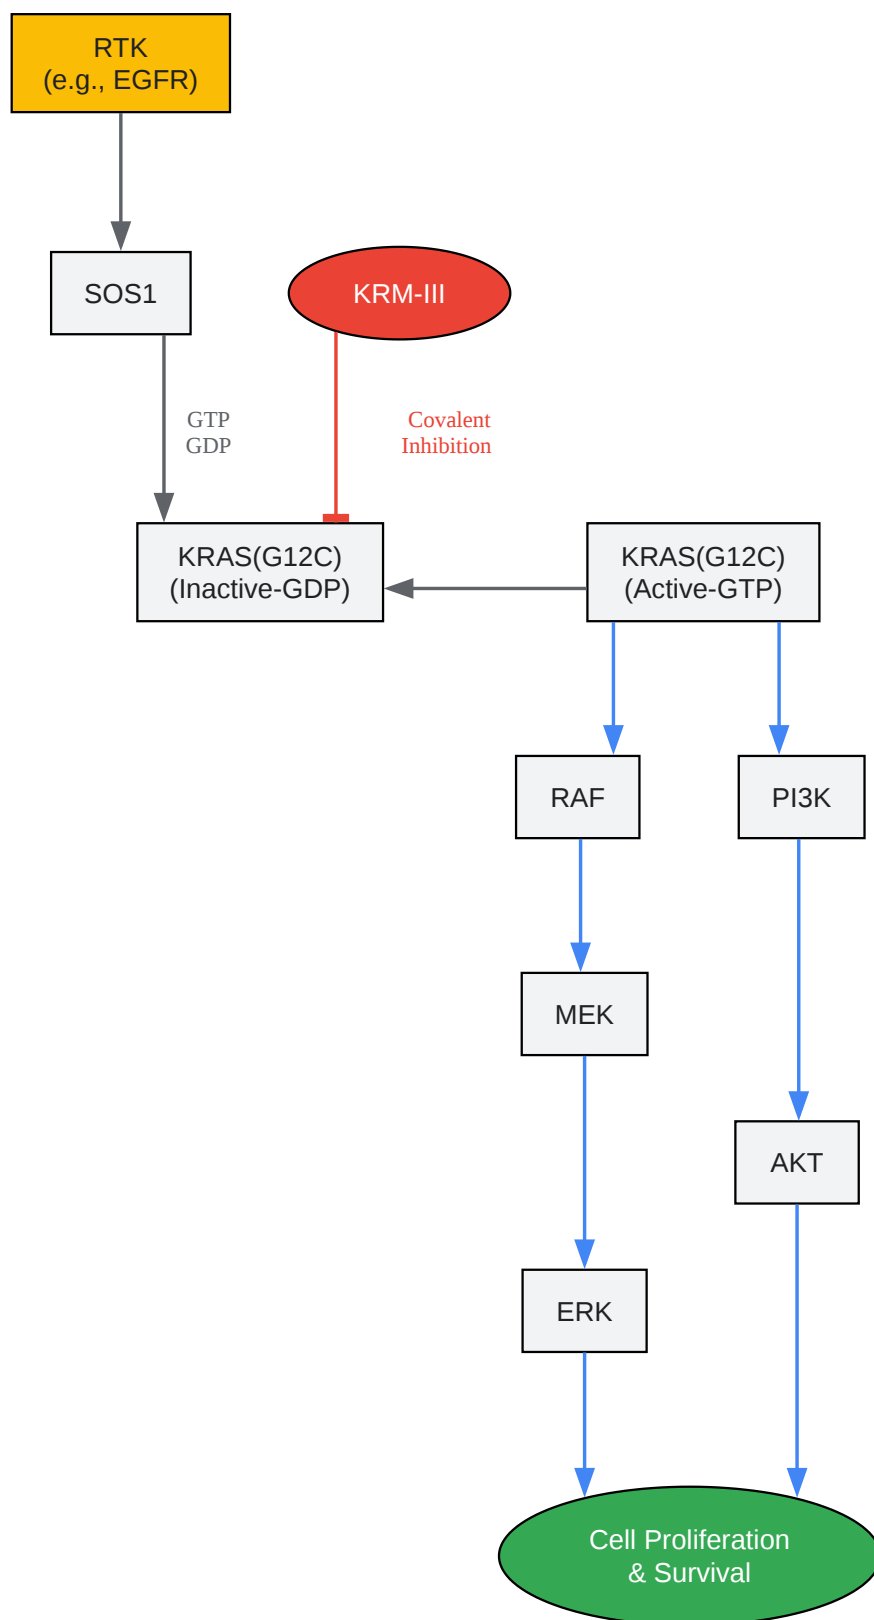 RTK
(e.g., EGFR)
SOS1
KRM-III
GTP
GDP
Covalent
Inhibition
KRAS(G12C)
(Inactive-GDP)
KRAS(G12C)
(Active-GTP)
RAF
PI3K
MEK
AKT
ERK
Cell Proliferation
& Survival